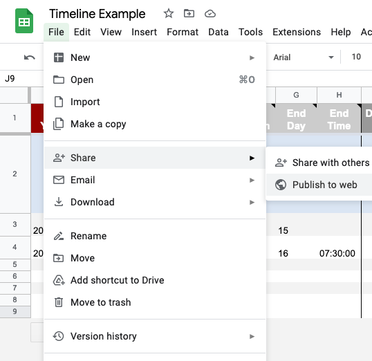 Timeline Example
File Edit View Insert Format Data Tools Extensions Help Ac
Arial 10
J9
G H
1 End Day End Time D
2
3 20 15
4 20 16 07:30:00
5
6
7
8
9
New
Open ⌘O
Import
Make a copy
Share
Share with others
Publish to web
Email
Download
Rename
Move
Add shortcut to Drive
Move to trash
Version history